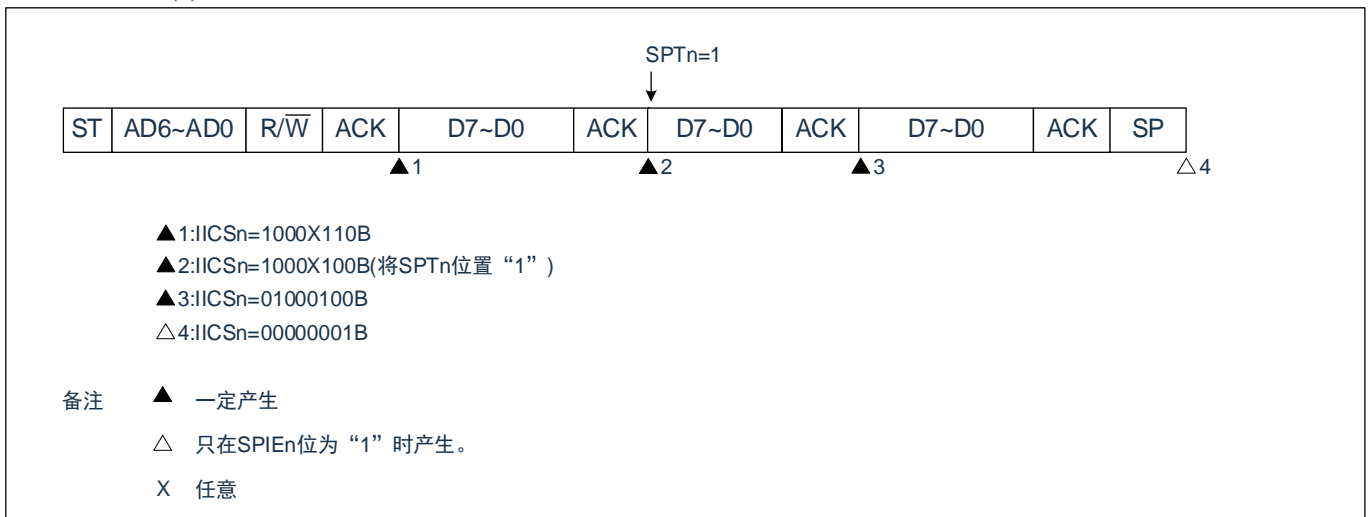 SPTn=1
ST AD6~AD0 R/W̅ ACK D7~D0 ACK D7~D0 ACK D7~D0 ACK SP
▲1 ▲2 ▲3 △4
▲1:IICSn=1000X110B
▲2:IICSn=1000X100B(将SPTn位置“1”)
▲3:IICSn=01000100B
△4:IICSn=00000001B
备注 ▲ 一定产生
△ 只在SPIEn位为“1”时产生。
X 任意